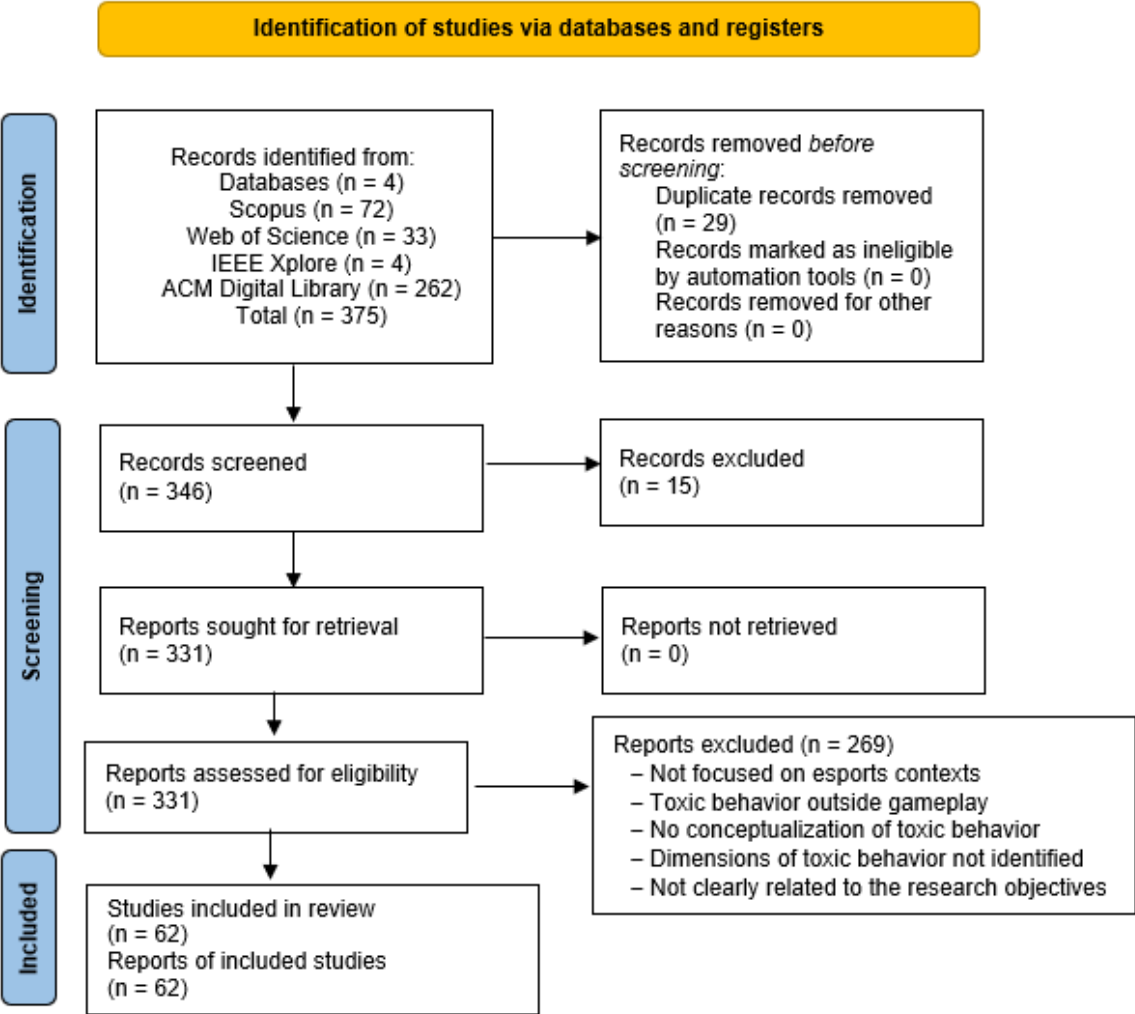 Identification of studies via databases and registers
Identification
Records identified from:
Databases (n = 4)
Scopus (n = 72)
Web of Science (n = 33)
IEEE Xplore (n = 4)
ACM Digital Library (n = 262)
Total (n = 375)
Records removed before
screening:
Duplicate records removed
(n = 29)
Records marked as ineligible
by automation tools (n = 0)
Records removed for other
reasons (n = 0)
Screening
Records screened
(n = 346)
Records excluded
(n = 15)
Reports sought for retrieval
(n = 331)
Reports not retrieved
(n = 0)
Reports assessed for eligibility
(n = 331)
Reports excluded (n = 269)
– Not focused on esports contexts
– Toxic behavior outside gameplay
– No conceptualization of toxic behavior
– Dimensions of toxic behavior not identified
– Not clearly related to the research objectives
Included
Studies included in review
(n = 62)
Reports of included studies
(n = 62)